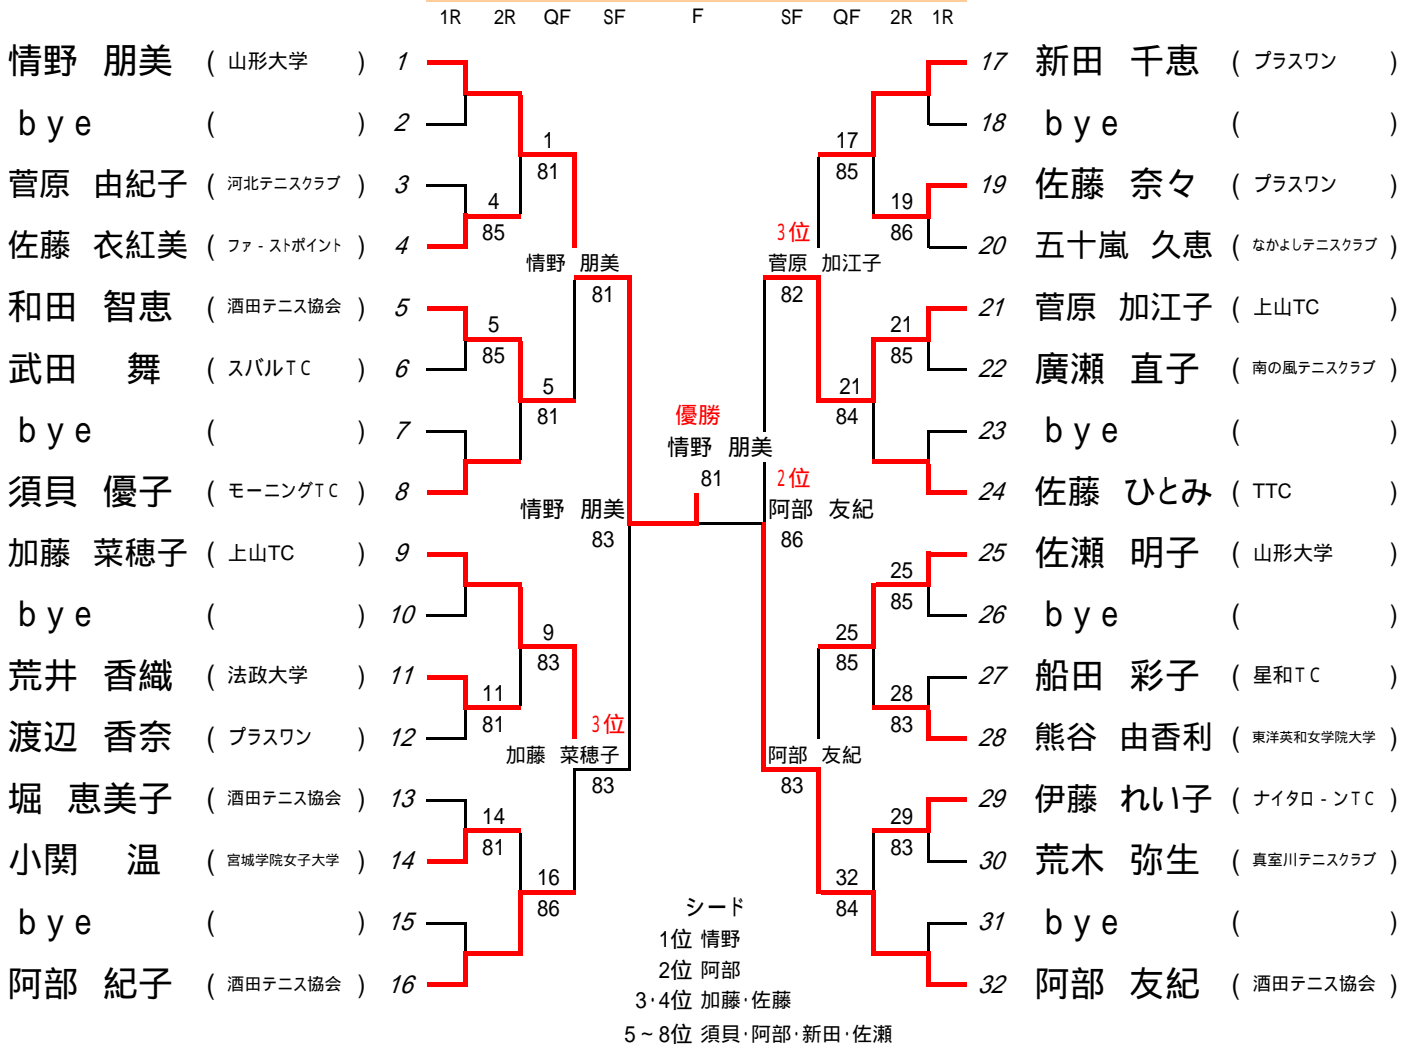 1R 2R QF SF F SF QF 2R 1R
情野 朋美 ( 山形大学 ) 1
bye ( ) 2
菅原 由紀子 ( 河北テニスクラブ ) 3
佐藤 衣紅美 ( ファ - ストポイント ) 4
和田 智恵 ( 酒田テニス協会 ) 5
武田 舞 ( スバルTC ) 6
bye ( ) 7
須貝 優子 ( モーニングTC ) 8
加藤 菜穂子 ( 上山TC ) 9
bye ( ) 10
荒井 香織 ( 法政大学 ) 11
渡辺 香奈 ( プラスワン ) 12
堀 恵美子 ( 酒田テニス協会 ) 13
小関 温 ( 宮城学院女子大学 ) 14
bye ( ) 15
阿部 紀子 ( 酒田テニス協会 ) 16
4
85
5
85
11
81
14
81
1
81
5
81
9
83
16
86
情野 朋美
81
3位
加藤 菜穂子
83
情野 朋美
83
優勝
情野 朋美
81
2位
阿部 友紀
86
3位
菅原 加江子
82
阿部 友紀
83
17
85
21
84
25
85
32
84
19
86
21
85
25
85
28
83
29
83
17 新田 千恵 ( プラスワン )
18 bye ( )
19 佐藤 奈々 ( プラスワン )
20 五十嵐 久恵 ( なかよしテニスクラブ )
21 菅原 加江子 ( 上山TC )
22 廣瀬 直子 ( 南の風テニスクラブ )
23 bye ( )
24 佐藤 ひとみ ( TTC )
25 佐瀬 明子 ( 山形大学 )
26 bye ( )
27 船田 彩子 ( 星和TC )
28 熊谷 由香利 ( 東洋英和女学院大学 )
29 伊藤 れい子 ( ナイタロ - ンTC )
30 荒木 弥生 ( 真室川テニスクラブ )
31 bye ( )
32 阿部 友紀 ( 酒田テニス協会 )
シード
1位 情野
2位 阿部
3・4位 加藤・佐藤
5~8位 須貝・阿部・新田・佐瀬